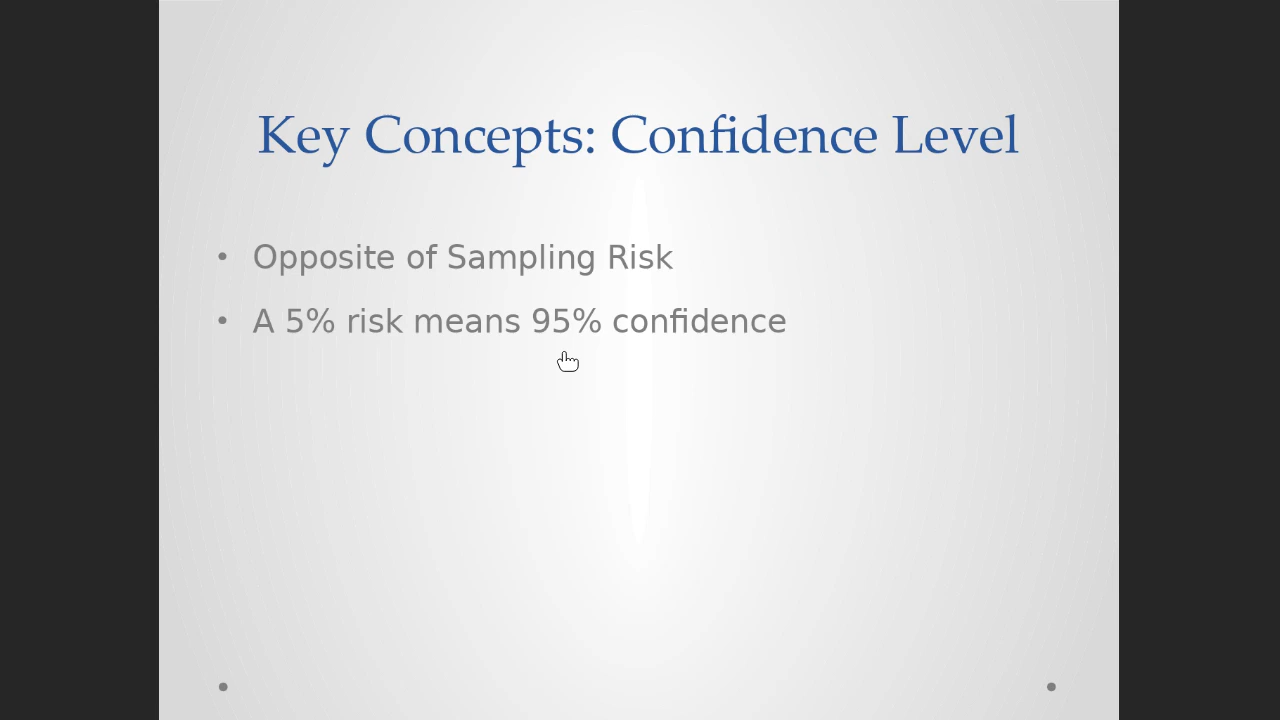 Key Concepts: Confidence Level
• Opposite of Sampling Risk
• A 5% risk means 95% confidence